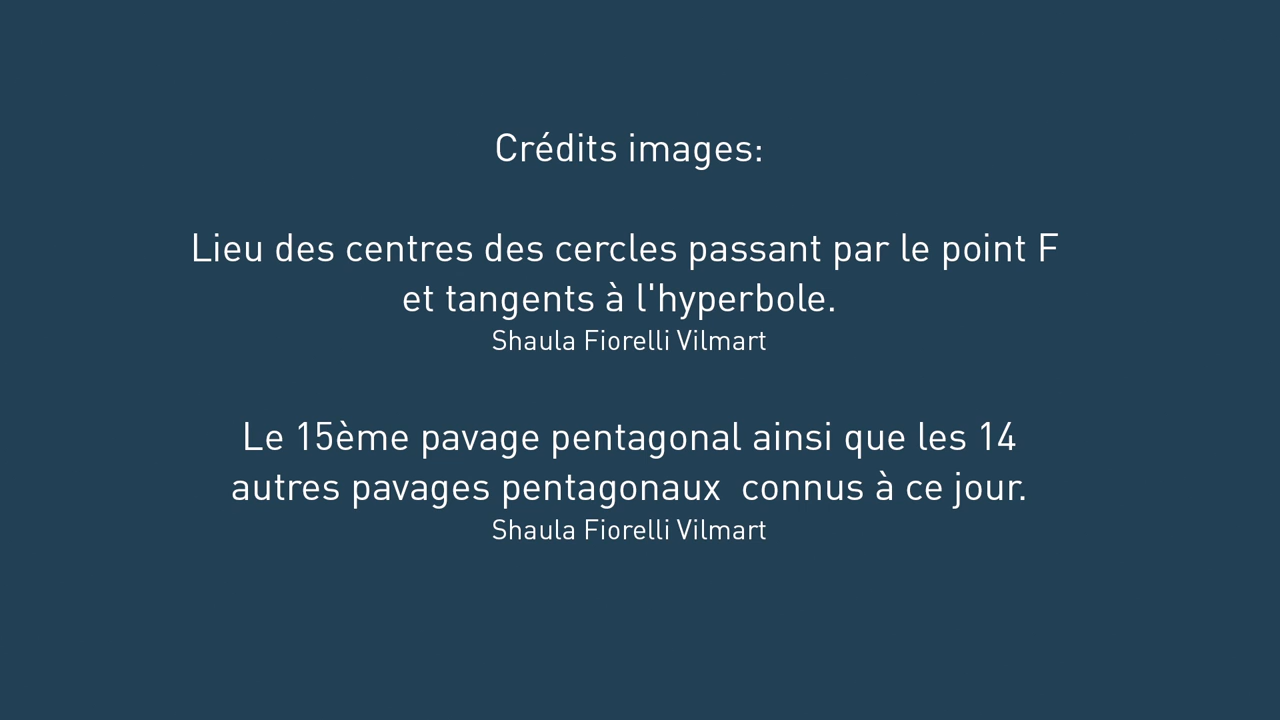 Crédits images:
Lieu des centres des cercles passant par le point F
et tangents à l'hyperbole.
Shaula Fiorelli Vilmart
Le 15ème pavage pentagonal ainsi que les 14
autres pavages pentagonaux  connus à ce jour.
Shaula Fiorelli Vilmart